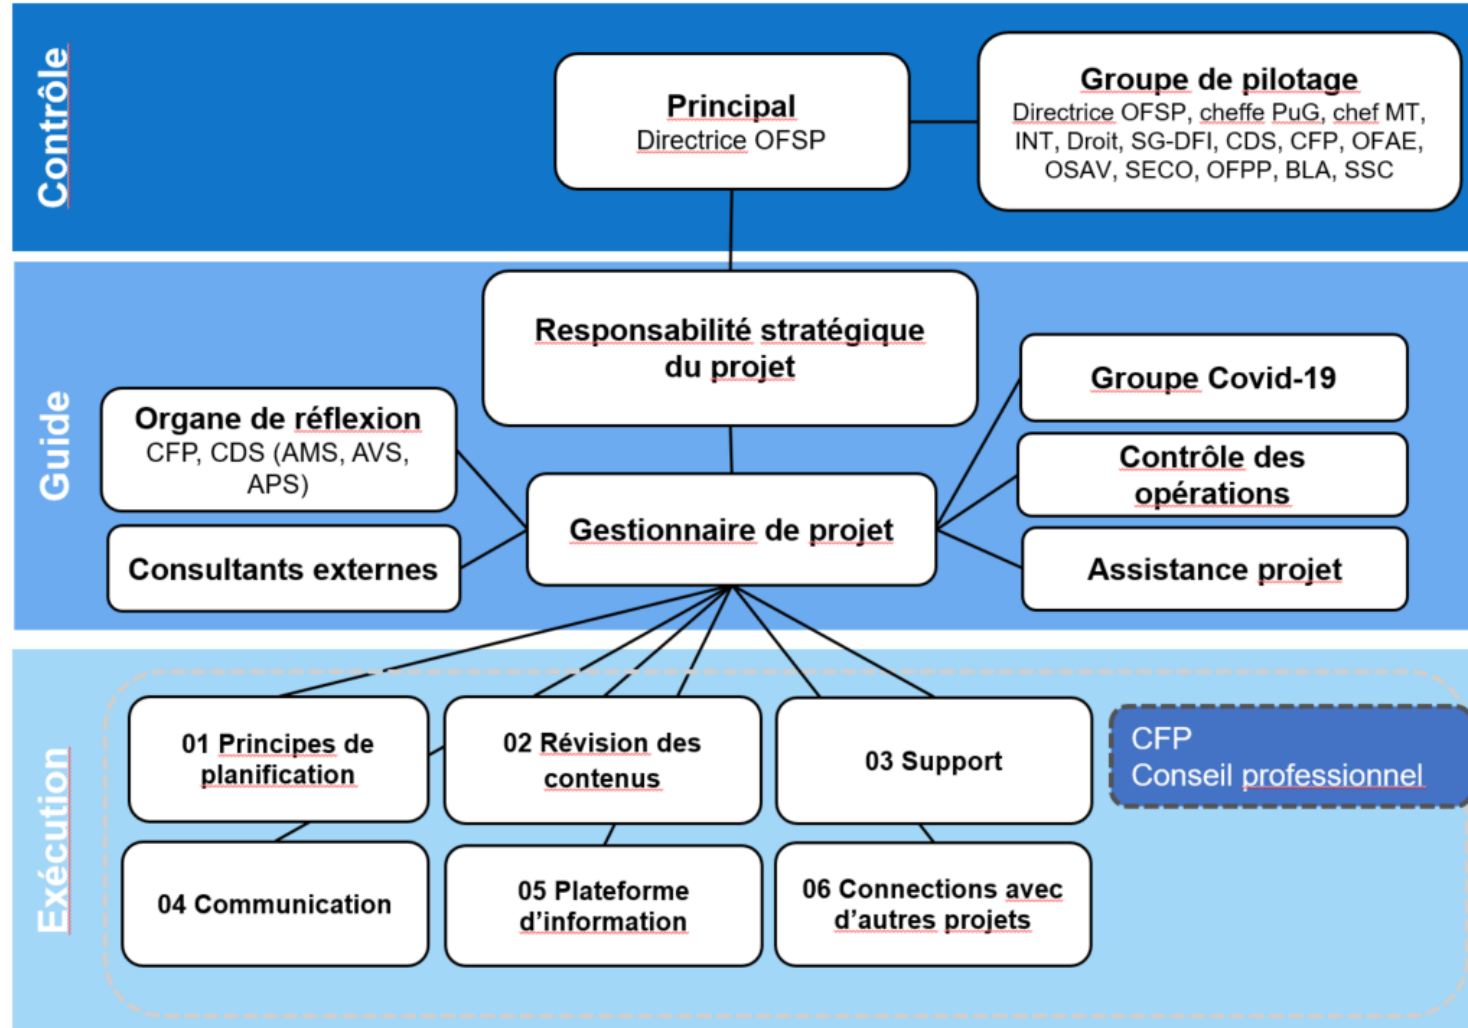 Contrôle
Principal
Directrice OFSP
Groupe de pilotage
Directrice OFSP, cheffe PuG, chef MT,
INT, Droit, SG-DFI, CDS, CFP, OFAE,
OSAV, SECO, OFPP, BLA, SSC
Guide
Responsabilité stratégique
du projet
Organe de réflexion
CFP, CDS (AMS, AVS,
APS)
Consultants externes
Gestionnaire de projet
Groupe Covid-19
Contrôle des
opérations
Assistance projet
Exécution
01 Principes de
planification
02 Révision des
contenus
03 Support
CFP
Conseil professionnel
04 Communication
05 Plateforme
d’information
06 Connections avec
d’autres projets